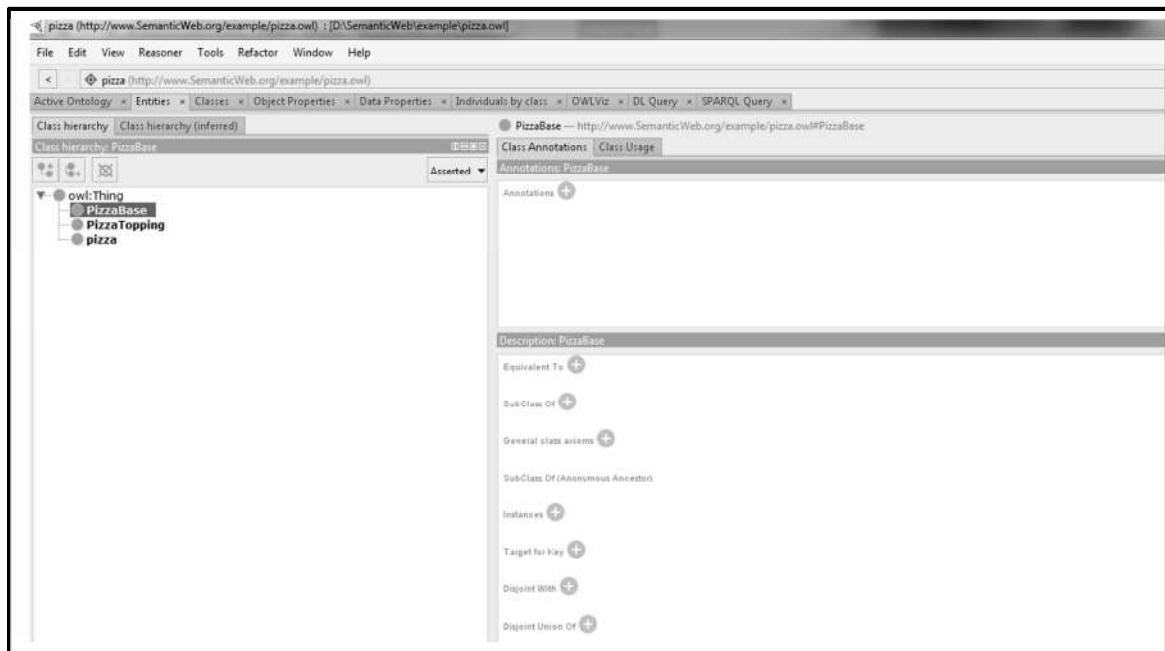 pizza (http://www.SemanticWeb.org/example/pizza.owl) : [D:\SemanticWeb\example\pizza.owl]
File Edit View Reasoner Tools Refactor Window Help
< pizza (http://www.SemanticWeb.org/example/pizza.owl)
Active Ontology × Entities × Classes × Object Properties × Data Properties × Individuals by class × OWLViz × DL Query × SPARQL Query ×
Class hierarchy Class hierarchy (inferred)
Class hierarchy: PizzaBase
Asserted
owl:Thing
PizzaBase
PizzaTopping
pizza
PizzaBase — http://www.SemanticWeb.org/example/pizza.owl#PizzaBase
Class Annotations Class Usage
Annotations: PizzaBase
Annotations
Description: PizzaBase
Equivalent To
SubClass Of
General class axioms
SubClass Of (Anonymous Ancestor)
Instances
Target for Key
Disjoint With
Disjoint Union Of